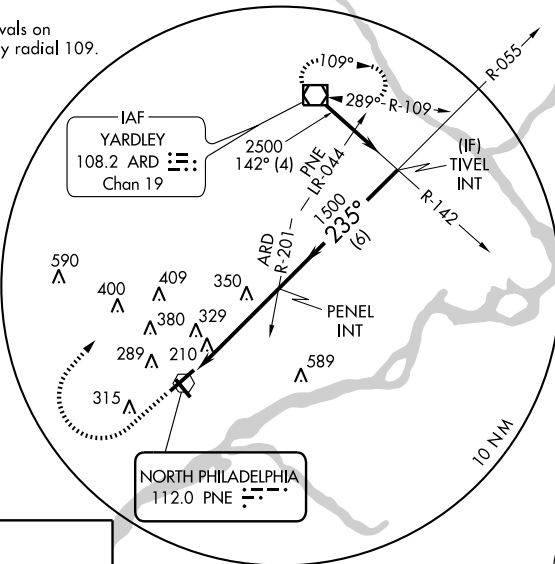 vals on
y radial 109.
109°
289°
R-109
R-055
IAF
YARDLEY
108.2 ARD
Chan 19
2500
142° (4)
PNE
LR-044
(IF)
TIVEL
INT
R-142
1500
235°
(6)
ARD
R-201
PENEL
INT
590
400
409
350
380
329
289
210
315
589
10 NM
NORTH PHILADELPHIA
112.0 PNE